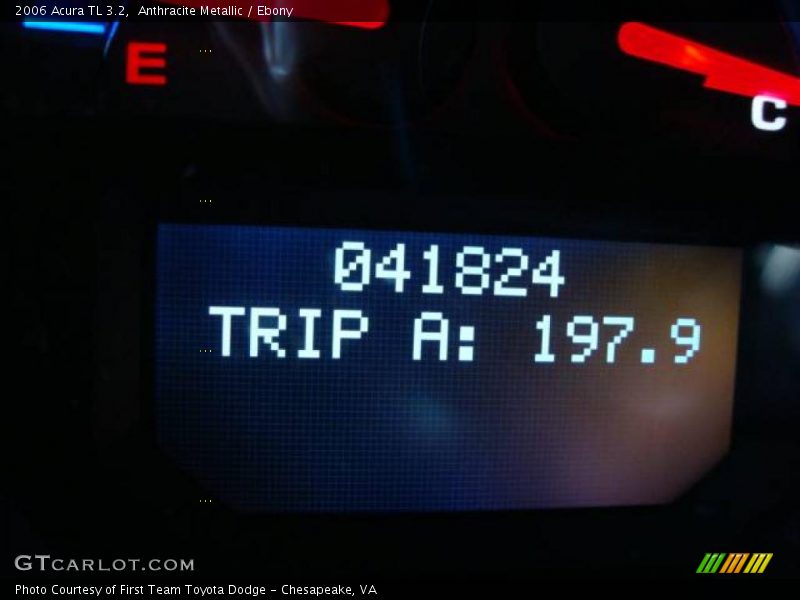 2006 Acura TL 3.2,  Anthracite Metallic / Ebony
E
C
041824
TRIP A: 197.9
GTCARLOT.COM
Photo Courtesy of First Team Toyota Dodge - Chesapeake, VA